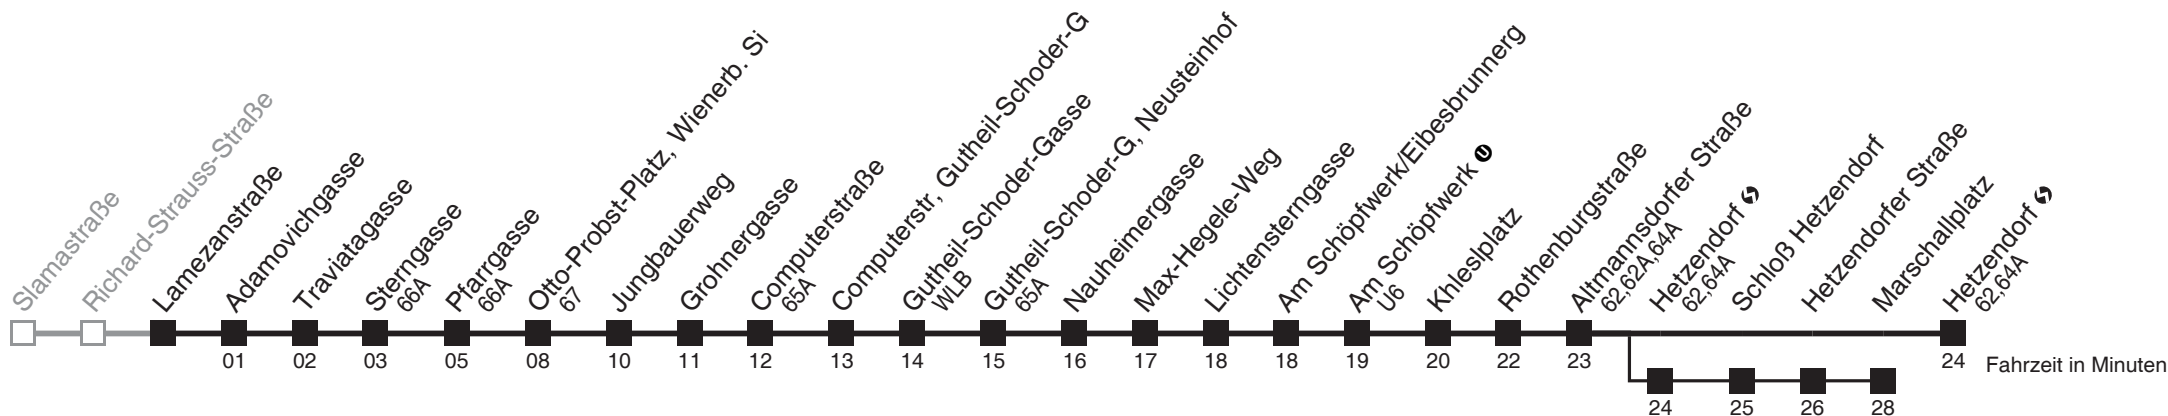 Slamastraße
Richard-Strauss-Straße
Lamezanstraße
Adamovichgasse
01
Traviatagasse
02
Sterngasse
66A
03
Pfarrgasse
66A
05
Otto-Probst-Platz, Wienerb. Si
67
08
Jungbauerweg
10
Grohnergasse
11
Computerstraße
65A
12
Computerstr, Gutheil-Schoder-G
13
Gutheil-Schoder-Gasse
WLB
14
Gutheil-Schoder-G, Neusteinhof
65A
15
Nauheimergasse
16
Max-Hegele-Weg
17
Lichtensterngasse
18
Am Schöpfwerk/Eibesbrunnerg
18
Am Schöpfwerk U
U6
19
Khleslplatz
20
Rothenburgstraße
22
Altmannsdorfer Straße
62,62A,64A
23
Hetzendorf
62,64A
24
Schloß Hetzendorf
25
Hetzendorfer Straße
26
Marschallplatz
28
Hetzendorf
62,64A
24
Fahrzeit in Minuten